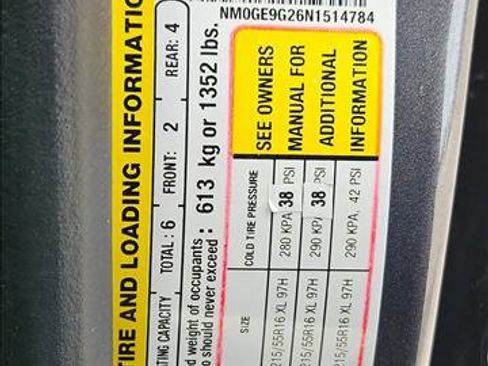 NM0GE9G26N1514784
TIRE AND LOADING INFORMATION
ATING CAPACITY TOTAL : 6 FRONT: 2 REAR: 4
d weight of occupants
o should never exceed : 613 kg or 1352 lbs.
SIZE COLD TIRE PRESSURE
215/55R16 XL 97H 280 KPA 38 PSI
215/55R16 XL 97H 290 KPA 38 PSI
215/55R16 XL 97H 290 KPA, 42 PSI
SEE OWNERS
MANUAL FOR
ADDITIONAL
INFORMATION